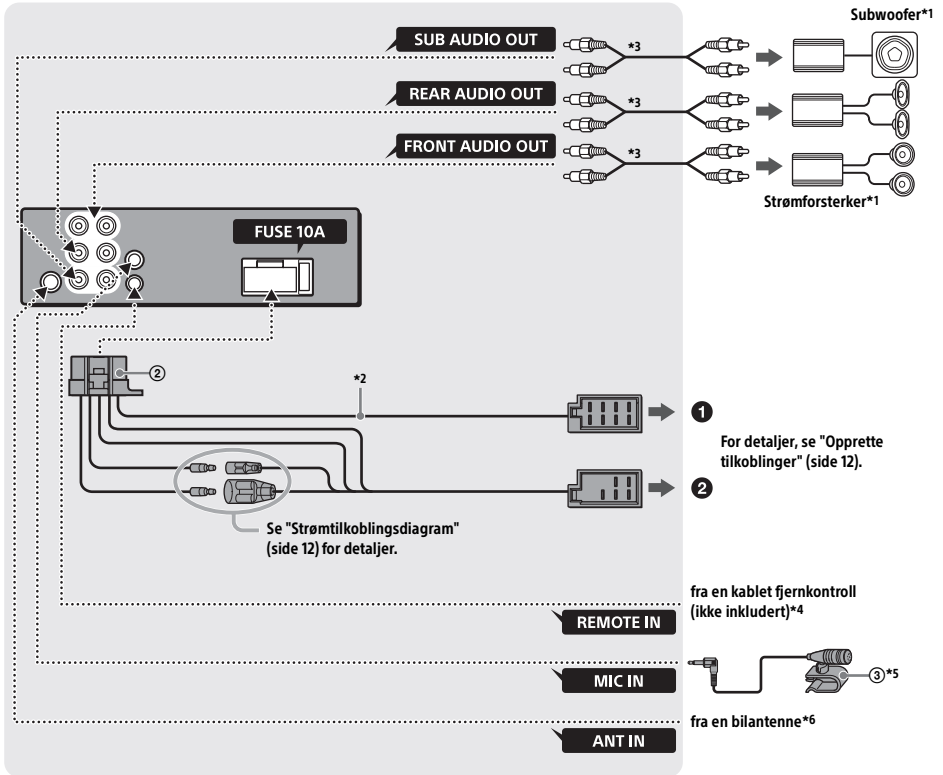 Subwoofer*1
SUB AUDIO OUT
*3
REAR AUDIO OUT
*3
FRONT AUDIO OUT
*3
Strømforsterker*1
FUSE 10A
②
*2
❶
For detaljer, se "Opprette
tilkoblinger" (side 12).
❷
Se "Strømtilkoblingsdiagram"
(side 12) for detaljer.
fra en kablet fjernkontroll
(ikke inkludert)*4
REMOTE IN
MIC IN
③*5
fra en bilantenne*6
ANT IN